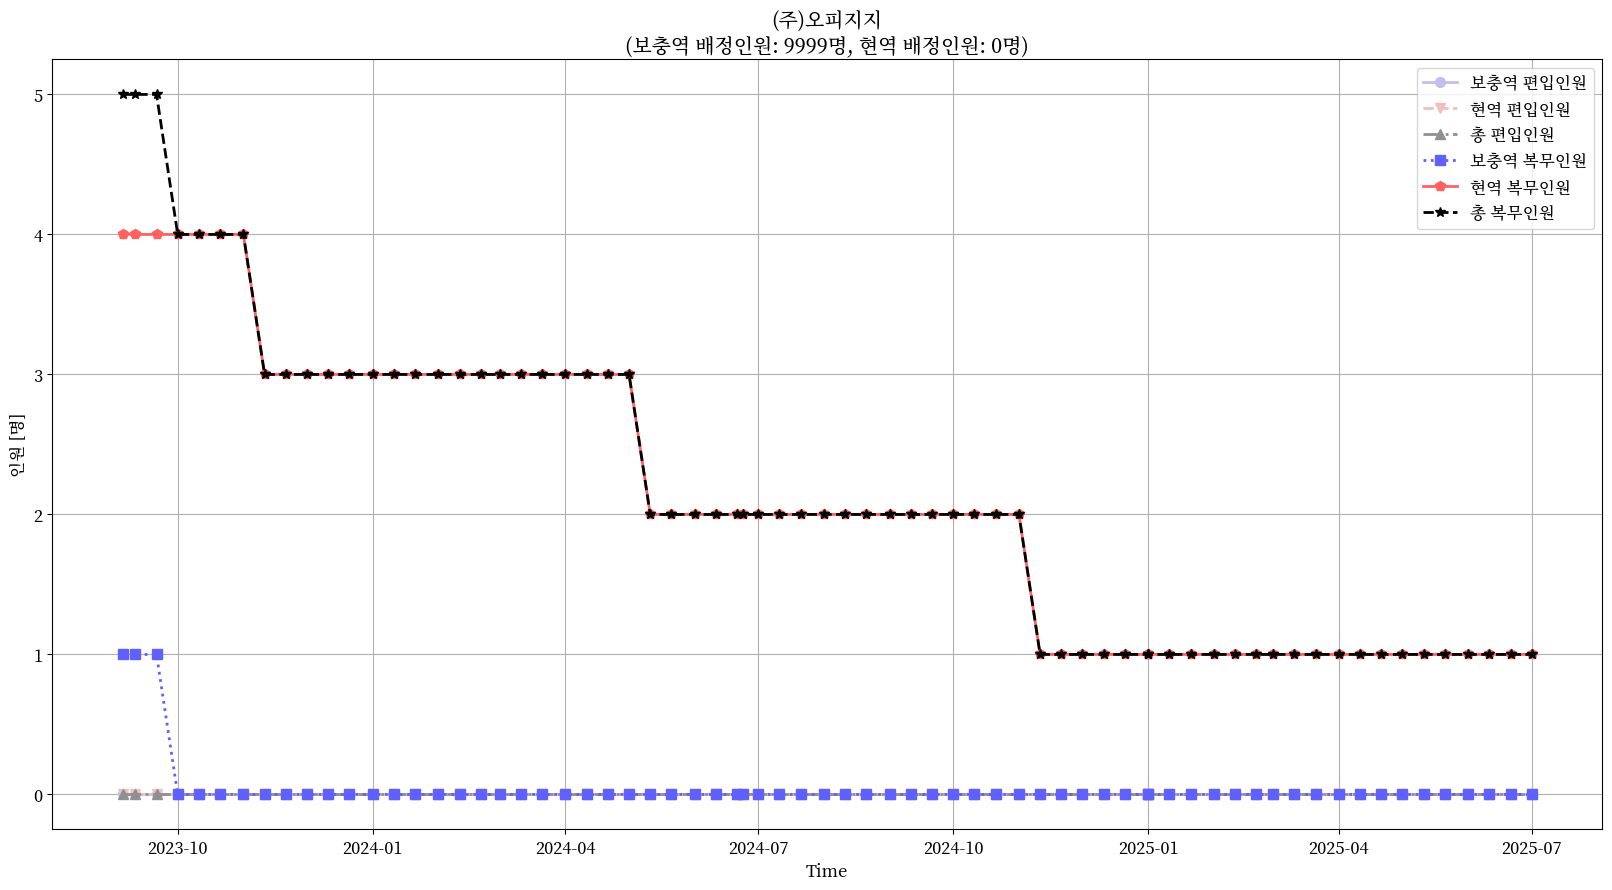 (주)오피지지
(보충역 배정인원: 9999명, 현역 배정인원: 0명)
보충역 편입인원
현역 편입인원
총 편입인원
보충역 복무인원
현역 복무인원
총 복무인원
인원 [명]
5
4
3
2
1
0
2023-10
2024-01
2024-04
2024-07
2024-10
2025-01
2025-04
2025-07
Time